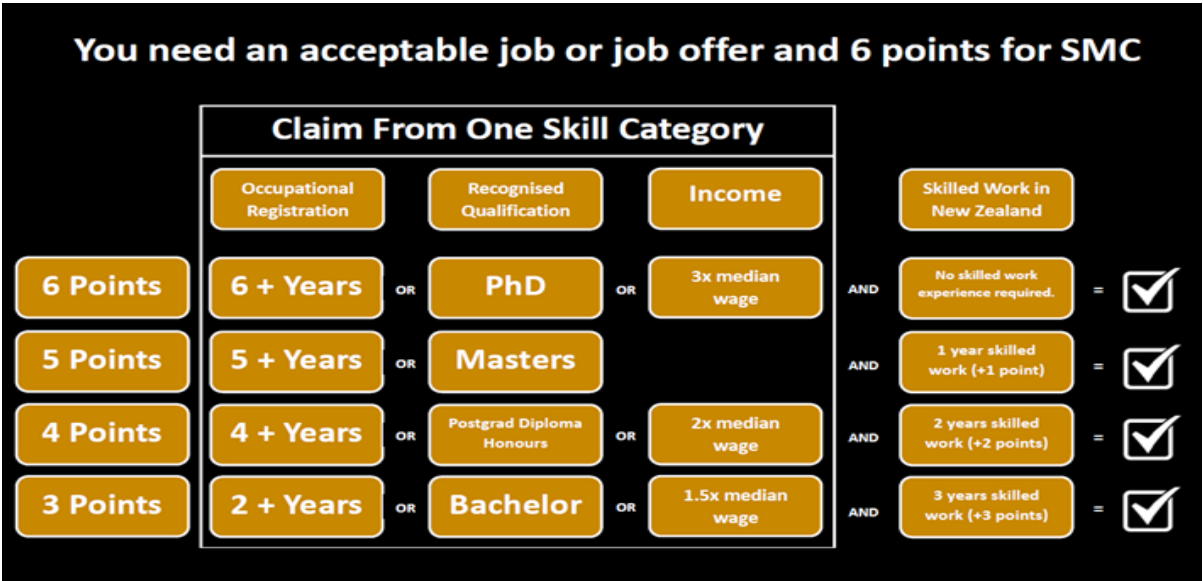 You need an acceptable job or job offer and 6 points for SMC
Claim From One Skill Category
Occupational
Registration
Recognised
Qualification
Income
Skilled Work in
New Zealand
6 Points
6 + Years
OR
PhD
OR
3x median
wage
AND
No skilled work
experience required.
=
5 Points
5 + Years
OR
Masters
AND
1 year skilled
work (+1 point)
=
4 Points
4 + Years
OR
Postgrad Diploma
Honours
OR
2x median
wage
AND
2 years skilled
work (+2 points)
=
3 Points
2 + Years
OR
Bachelor
OR
1.5x median
wage
AND
3 years skilled
work (+3 points)
=